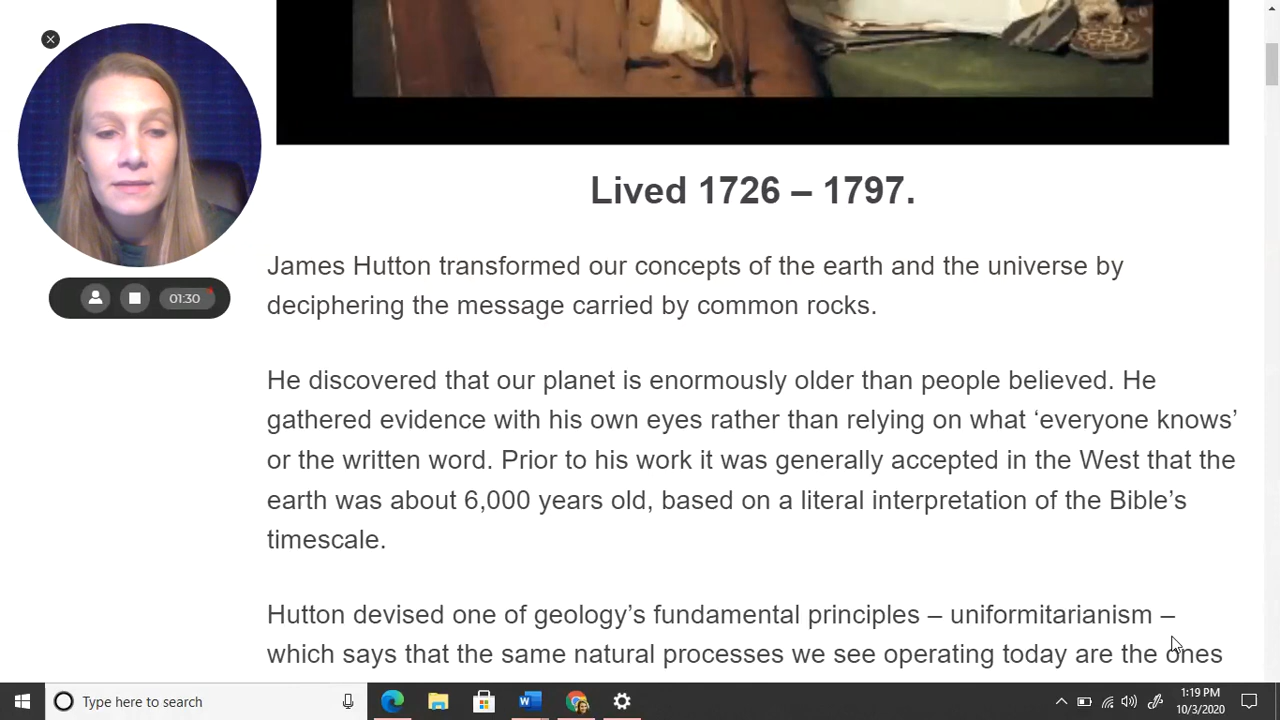 Lived 1726 – 1797.
01:30
James Hutton transformed our concepts of the earth and the universe by
deciphering the message carried by common rocks.
He discovered that our planet is enormously older than people believed. He
gathered evidence with his own eyes rather than relying on what ‘everyone knows’
or the written word. Prior to his work it was generally accepted in the West that the
earth was about 6,000 years old, based on a literal interpretation of the Bible’s
timescale.
Hutton devised one of geology’s fundamental principles – uniformitarianism –
which says that the same natural processes we see operating today are the ones
Type here to search
1:19 PM
10/3/2020